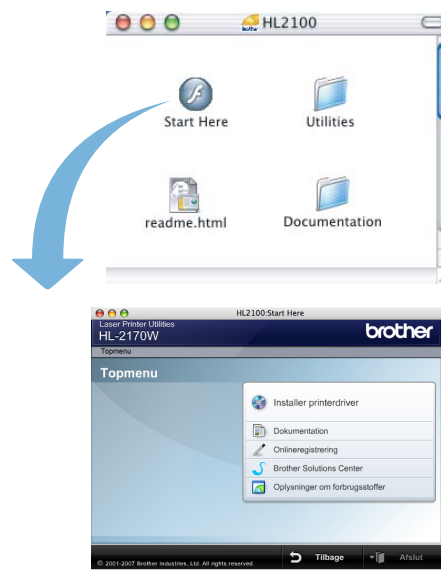 HL2100
Start Here
Utilities
readme.html
Documentation
HL2100:Start Here
Laser Printer Utilities
HL-2170W
brother
Topmenu
Topmenu
Installer printerdriver
Dokumentation
Onlineregistrering
Brother Solutions Center
Oplysninger om forbrugsstoffer
© 2001-2007 Brother Industries, Ltd. All rights reserved.
Tilbage
Afslut